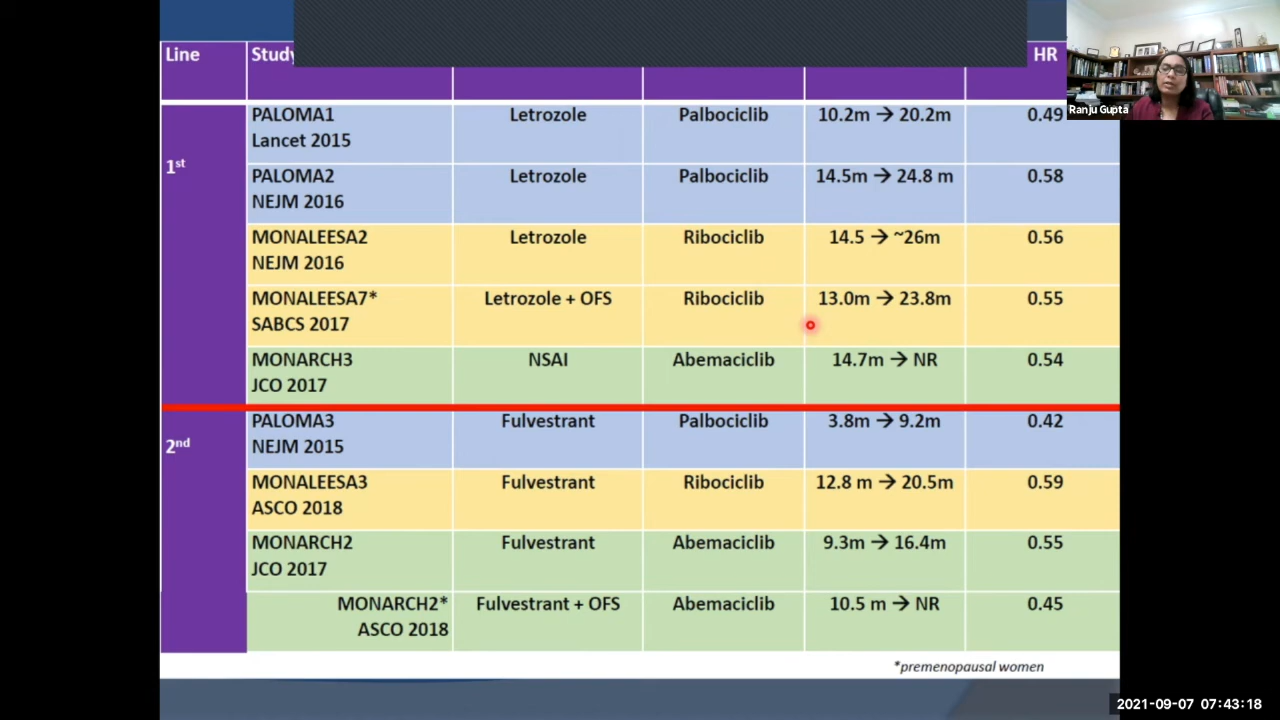 Line Study HR
Ranju Gupta
1st
PALOMA1 Letrozole Palbociclib 10.2m → 20.2m 0.49
Lancet 2015
PALOMA2 Letrozole Palbociclib 14.5m → 24.8 m 0.58
NEJM 2016
MONALEESA2 Letrozole Ribociclib 14.5 → ~26m 0.56
NEJM 2016
MONALEESA7* Letrozole + OFS Ribociclib 13.0m → 23.8m 0.55
SABCS 2017
MONARCH3 NSAI Abemaciclib 14.7m → NR 0.54
JCO 2017
2nd
PALOMA3 Fulvestrant Palbociclib 3.8m → 9.2m 0.42
NEJM 2015
MONALEESA3 Fulvestrant Ribociclib 12.8 m → 20.5m 0.59
ASCO 2018
MONARCH2 Fulvestrant Abemaciclib 9.3m → 16.4m 0.55
JCO 2017
MONARCH2* Fulvestrant + OFS Abemaciclib 10.5 m → NR 0.45
ASCO 2018
*premenopausal women
2021-09-07 07:43:18